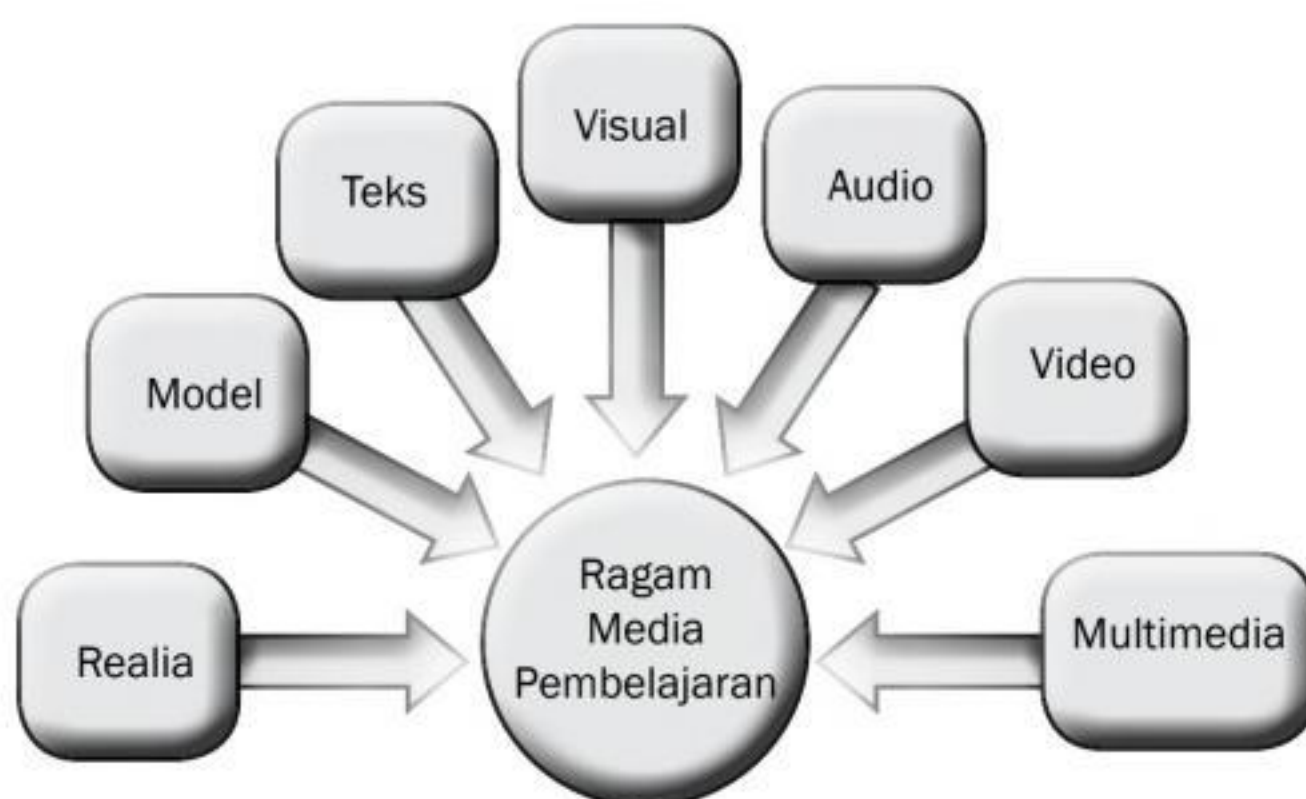 Visual
Teks
Audio
Model
Video
Realia
Ragam
Media
Pembelajaran
Multimedia